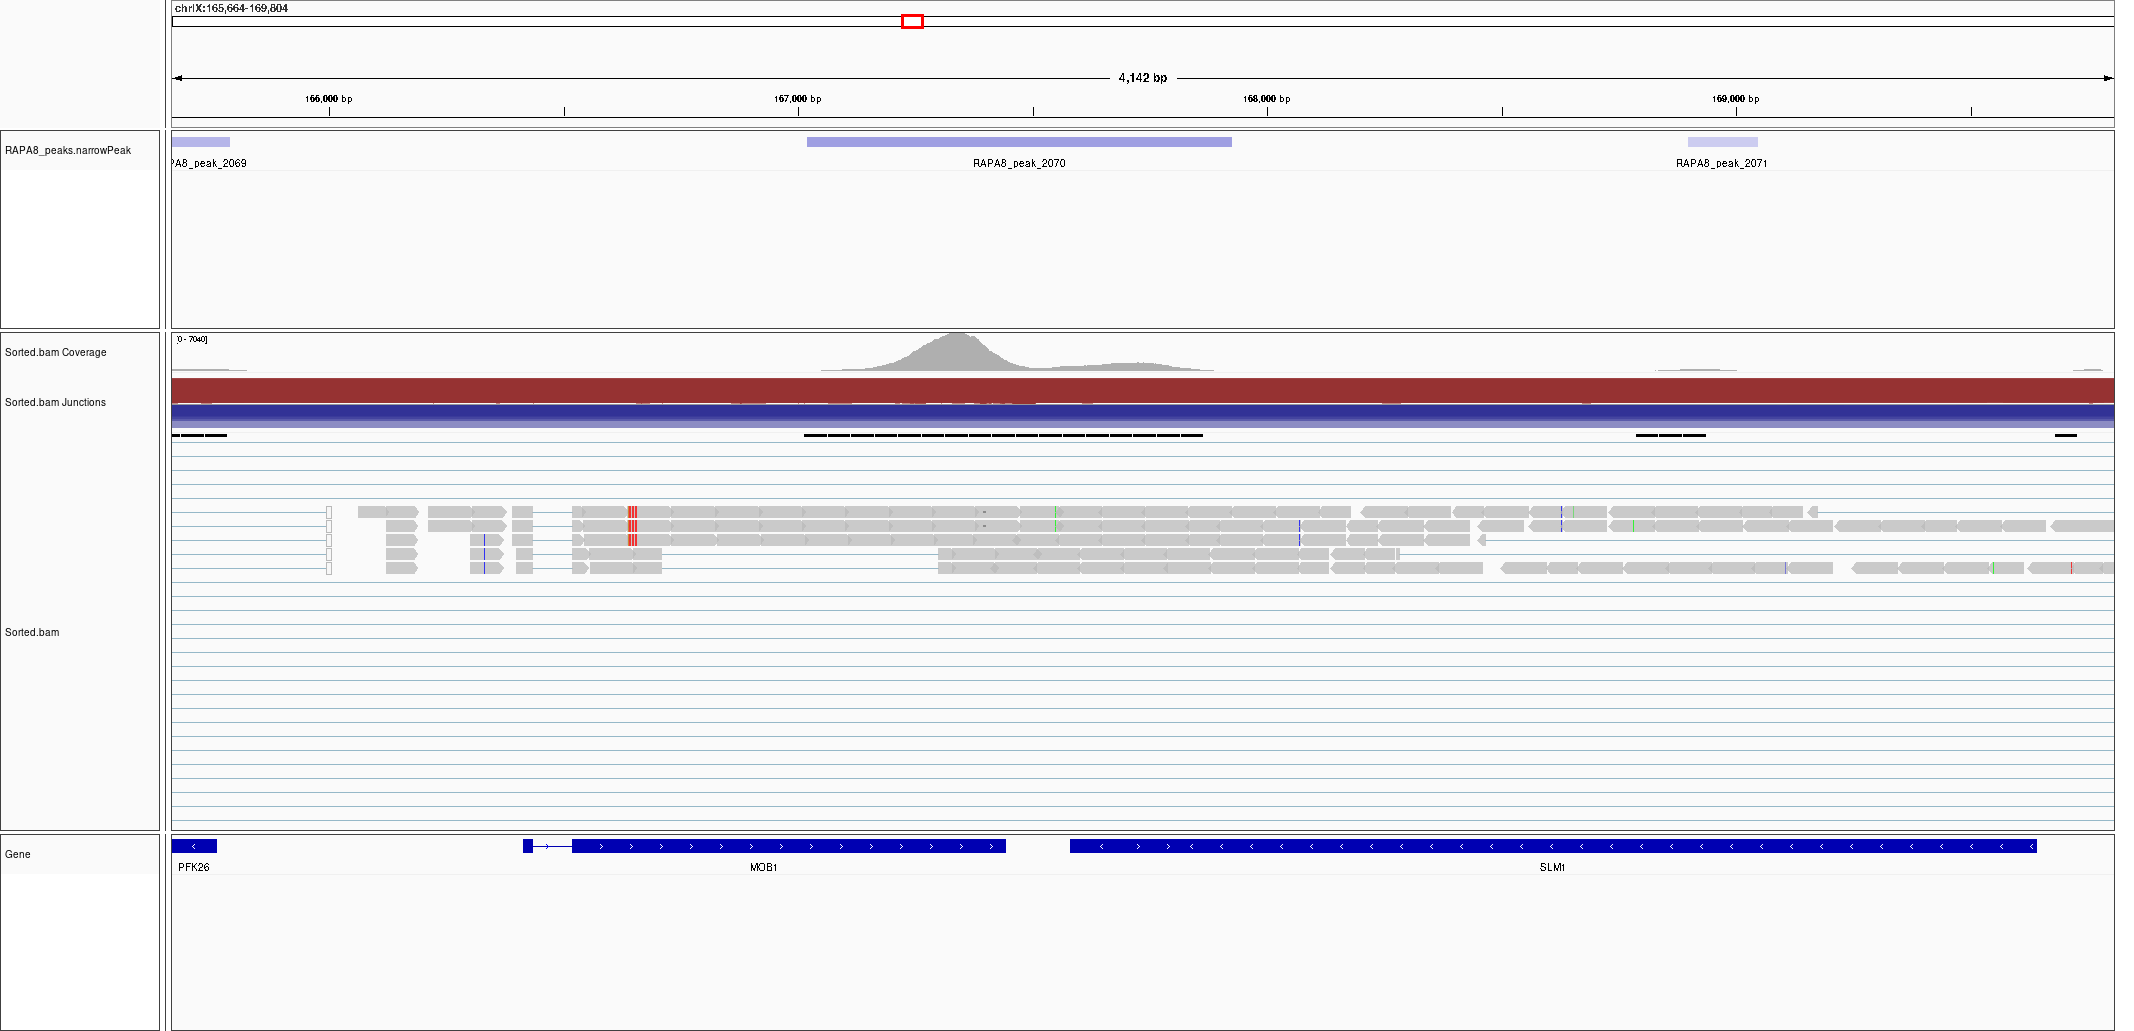 chrIX:165,664-169,804
4,142 bp
166,000 bp 167,000 bp 168,000 bp 169,000 bp
RAPA8_peaks.narrowPeak
PA8_peak_2069 RAPA8_peak_2070 RAPA8_peak_2071
[0 - 7040]
Sorted.bam Coverage
Sorted.bam Junctions
Sorted.bam
Gene
PFK26 MOB1 SLM1